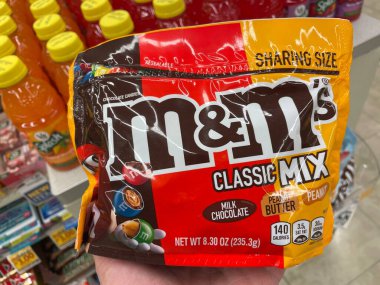 SHARING SIZE
m&m's
CLASSIC MIX
MILK CHOCOLATE
PEANUT BUTTER
PEANUT
140 CALORIES
NET WT 8.30 OZ (235.3g)